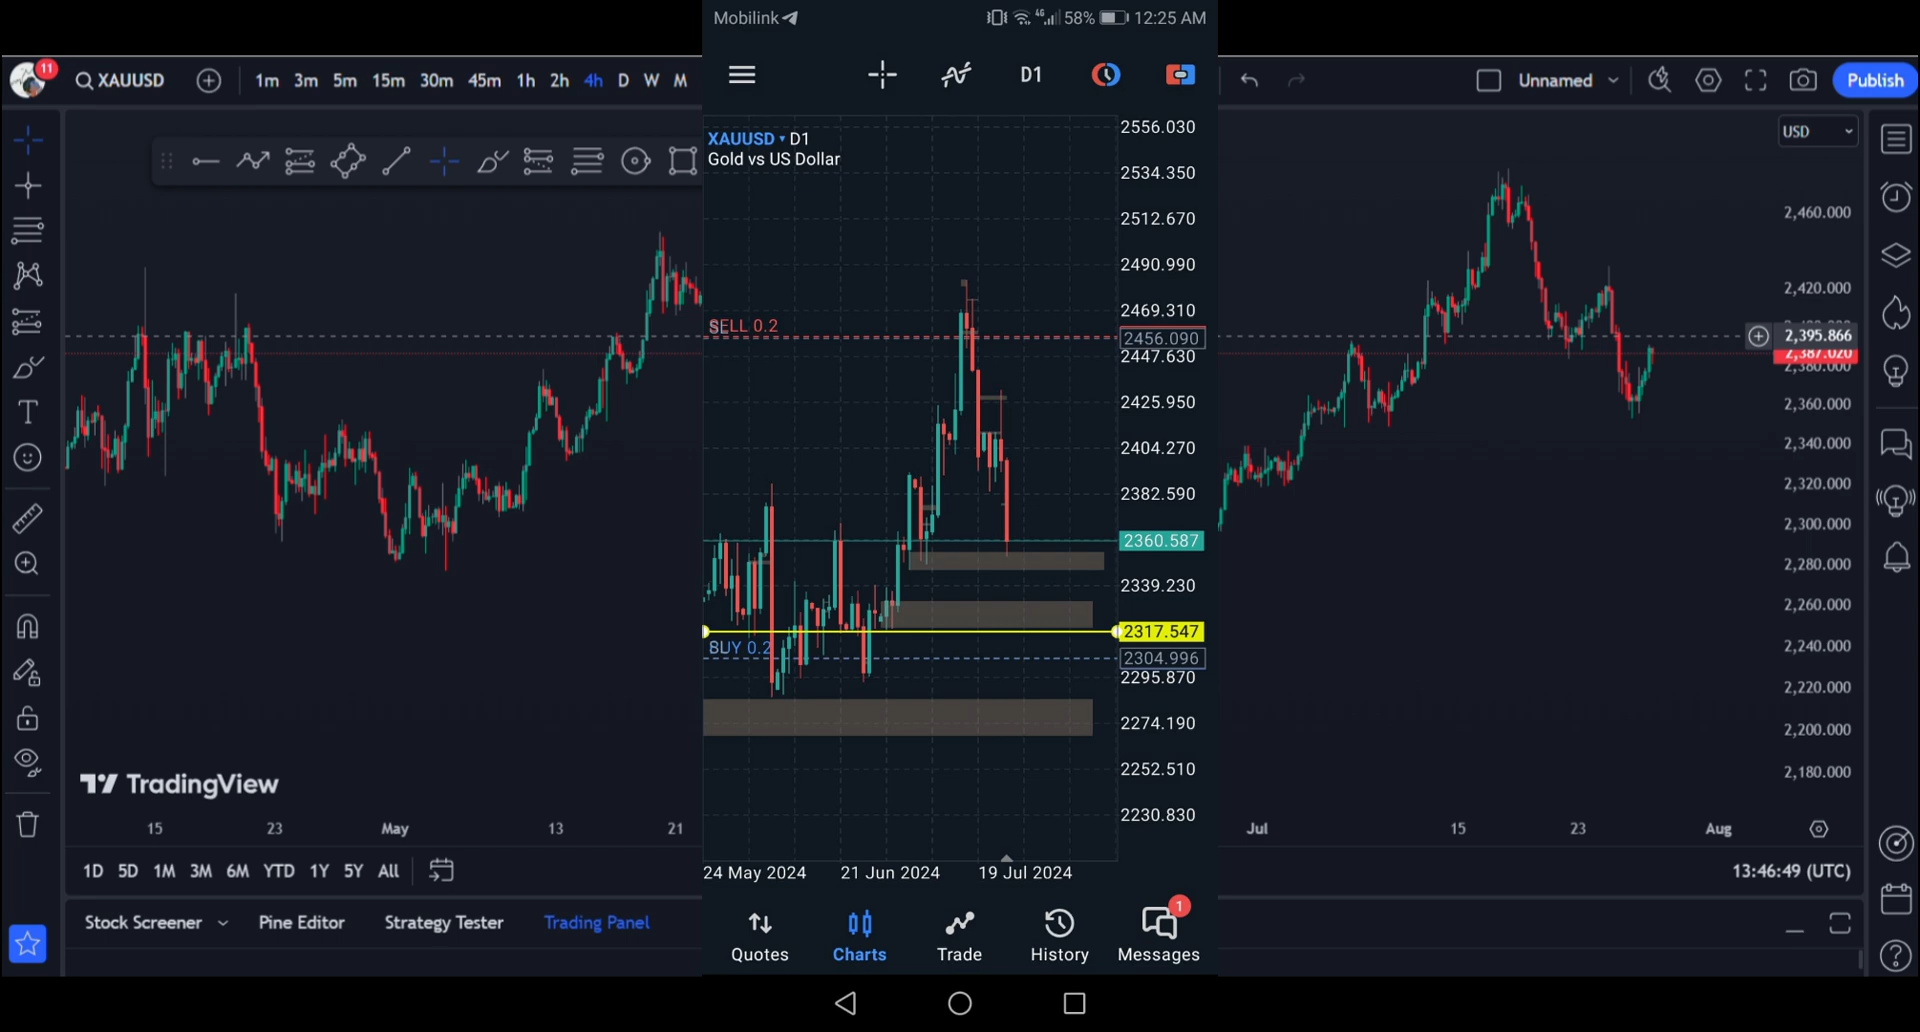 Mobilink 4G 58% 12:25 AM
11
XAUUSD 1m 3m 5m 15m 30m 45m 1h 2h 4h D W M
D1
Unnamed Publish
USD
XAUUSD D1
Gold vs US Dollar
2556.030
2534.350
2512.670
2490.990
2469.310
SELL 0.2
2456.090
2447.630
2425.950
2404.270
2382.590
2360.587
2339.230
2317.547
BUY 0.2
2304.996
2295.870
2274.190
2252.510
2230.830
24 May 2024 21 Jun 2024 19 Jul 2024
2,460.000
2,420.000
2,395.866
2,387.020
2,380.000
2,360.000
2,340.000
2,320.000
2,300.000
2,280.000
2,260.000
2,240.000
2,220.000
2,200.000
2,180.000
TradingView
15 23 May 13 21
Jul 15 23 Aug
1D 5D 1M 3M 6M YTD 1Y 5Y All
13:46:49 (UTC)
Stock Screener Pine Editor Strategy Tester Trading Panel
1
Quotes Charts Trade History Messages